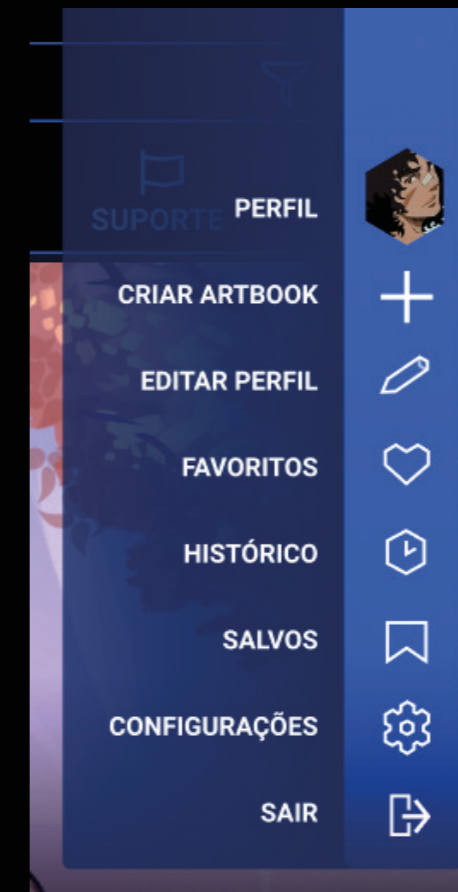 SUPORTE
PERFIL
CRIAR ARTBOOK
EDITAR PERFIL
FAVORITOS
HISTÓRICO
SALVOS
CONFIGURAÇÕES
SAIR